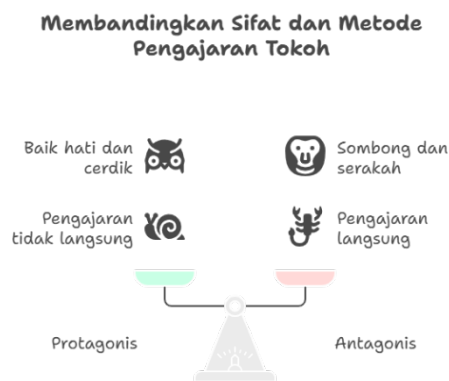 Membandingkan Sifat dan Metode
Pengajaran Tokoh
Baik hati dan
cerdik
Sombong dan
serakah
Pengajaran
tidak langsung
Pengajaran
langsung
Protagonis
Antagonis